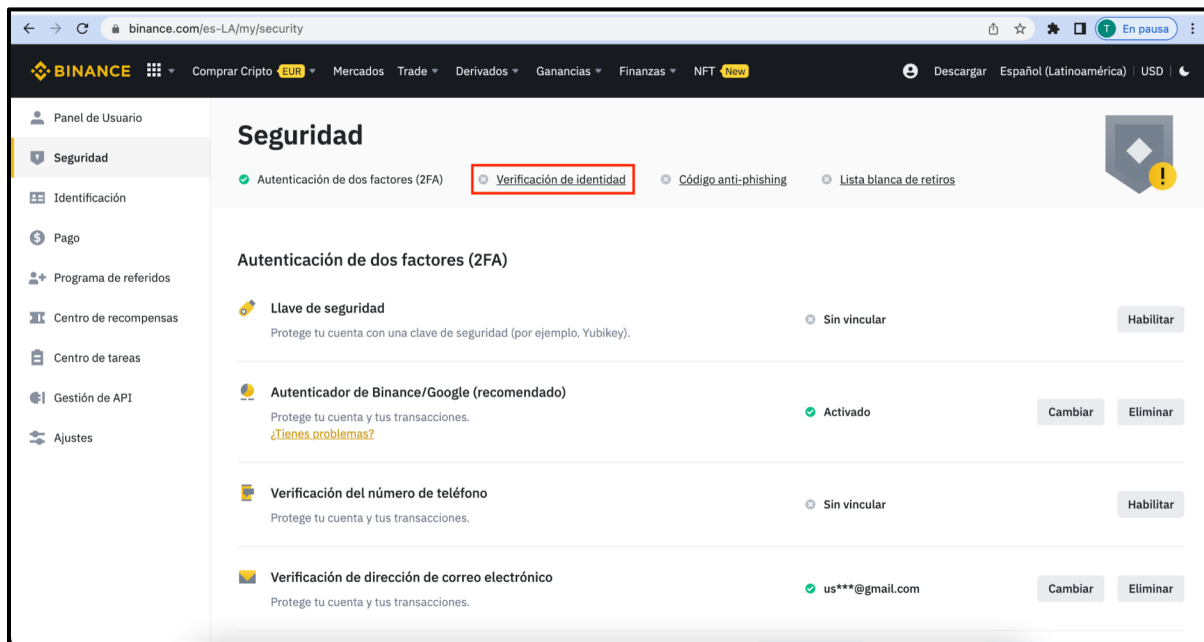 binance.com/es-LA/my/security
T
En pausa
BINANCE
Comprar Cripto EUR
Mercados
Trade
Derivados
Ganancias
Finanzas
NFT New
Descargar
Español (Latinoamérica)
USD
Panel de Usuario
Seguridad
Identificación
Pago
Programa de referidos
Centro de recompensas
Centro de tareas
Gestión de API
Ajustes
Seguridad
Autenticación de dos factores (2FA)
Verificación de identidad
Código anti-phishing
Lista blanca de retiros
Autenticación de dos factores (2FA)
Llave de seguridad
Protege tu cuenta con una clave de seguridad (por ejemplo, Yubikey).
Sin vincular
Habilitar
Autenticador de Binance/Google (recomendado)
Protege tu cuenta y tus transacciones.
¿Tienes problemas?
Activado
Cambiar
Eliminar
Verificación del número de teléfono
Protege tu cuenta y tus transacciones.
Sin vincular
Habilitar
Verificación de dirección de correo electrónico
Protege tu cuenta y tus transacciones.
us***@gmail.com
Cambiar
Eliminar